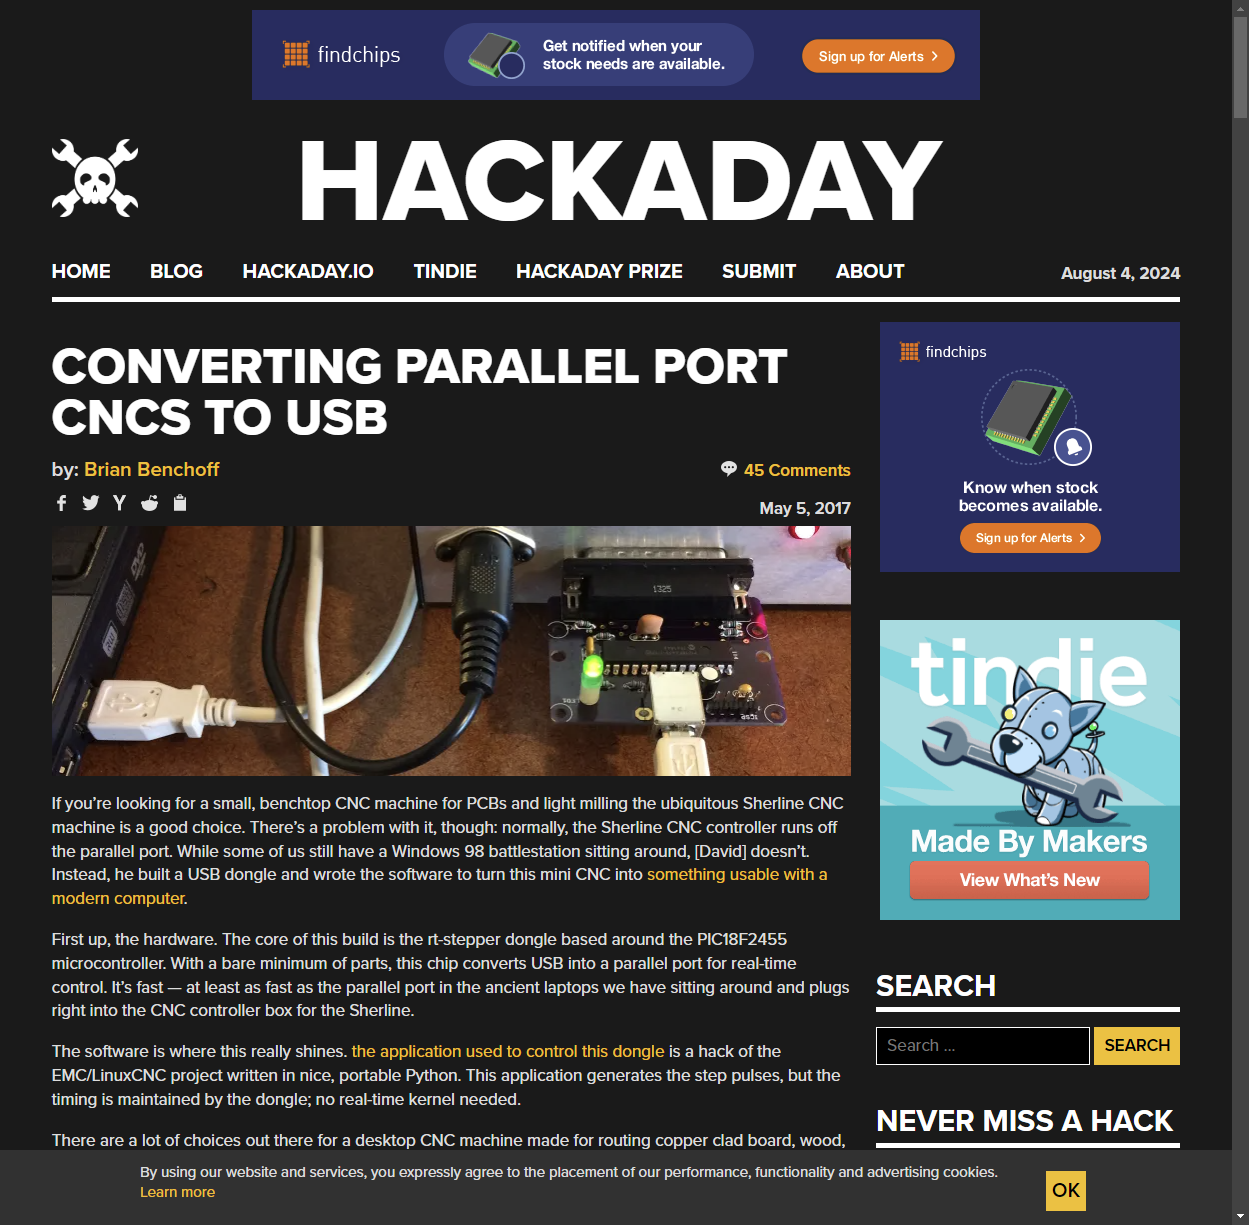 findchips
Get notified when your
stock needs are available.
Sign up for Alerts
HACKADAY
HOME BLOG HACKADAY.IO TINDIE HACKADAY PRIZE SUBMIT ABOUT
August 4, 2024
CONVERTING PARALLEL PORT
CNCS TO USB
by: Brian Benchoff
45 Comments
May 5, 2017
1325
If you’re looking for a small, benchtop CNC machine for PCBs and light milling the ubiquitous Sherline CNC
machine is a good choice. There’s a problem with it, though: normally, the Sherline CNC controller runs off
the parallel port. While some of us still have a Windows 98 battlestation sitting around, [David] doesn’t.
Instead, he built a USB dongle and wrote the software to turn this mini CNC into something usable with a
modern computer.
First up, the hardware. The core of this build is the rt-stepper dongle based around the PIC18F2455
microcontroller. With a bare minimum of parts, this chip converts USB into a parallel port for real-time
control. It’s fast — at least as fast as the parallel port in the ancient laptops we have sitting around and plugs
right into the CNC controller box for the Sherline.
The software is where this really shines. the application used to control this dongle is a hack of the
EMC/LinuxCNC project written in nice, portable Python. This application generates the step pulses, but the
timing is maintained by the dongle; no real-time kernel needed.
There are a lot of choices out there for a desktop CNC machine made for routing copper clad board, wood,
findchips
Know when stock
becomes available.
Sign up for Alerts
tindie
Made By Makers
View What’s New
SEARCH
Search ...
SEARCH
NEVER MISS A HACK
By using our website and services, you expressly agree to the placement of our performance, functionality and advertising cookies.
Learn more
OK